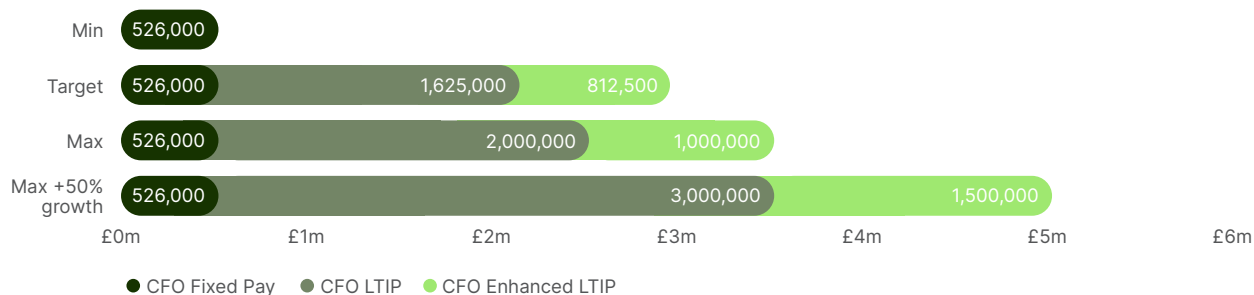 Min 526,000
Target 526,000 1,625,000 812,500
Max 526,000 2,000,000 1,000,000
Max +50%
growth 526,000 3,000,000 1,500,000
£0m £1m £2m £3m £4m £5m £6m
CFO Fixed Pay CFO LTIP CFO Enhanced LTIP